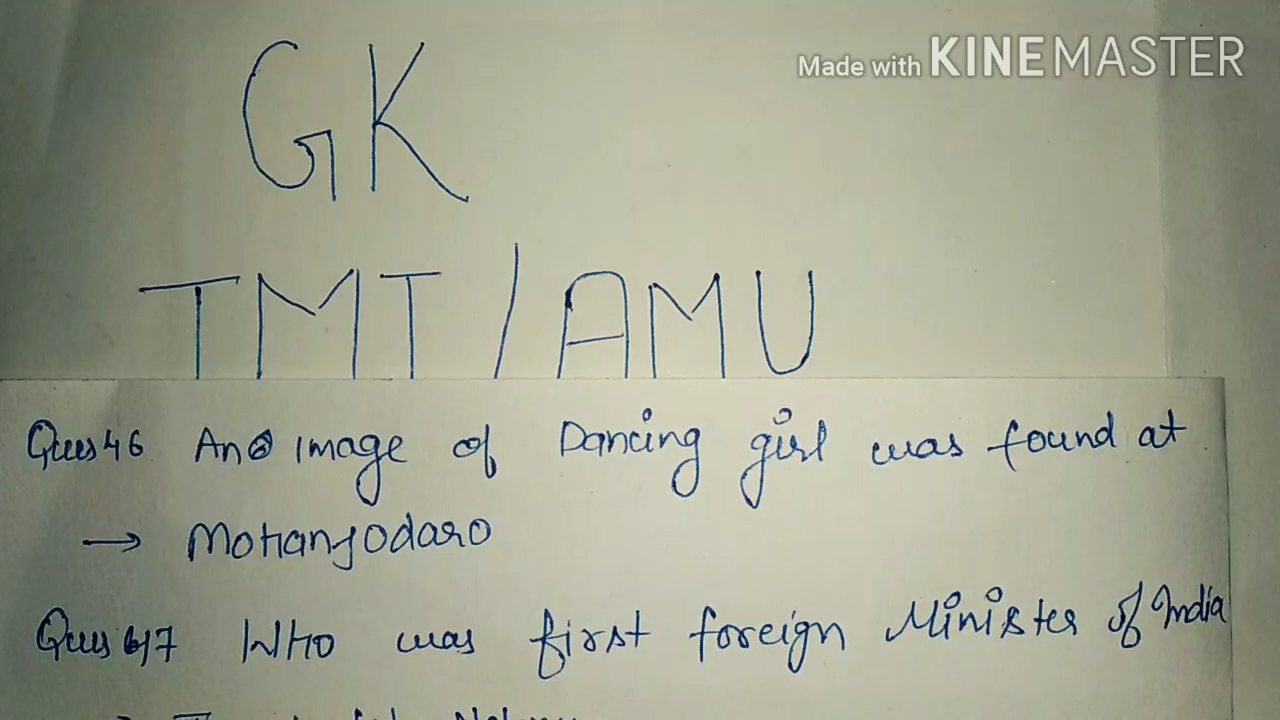 Made with KINEMASTER
GK
TMT/AMU
Ques 46 An image of Dancing girl was found at
→ Mohanjodaro
Ques 47 Who was first foreign Minister of India